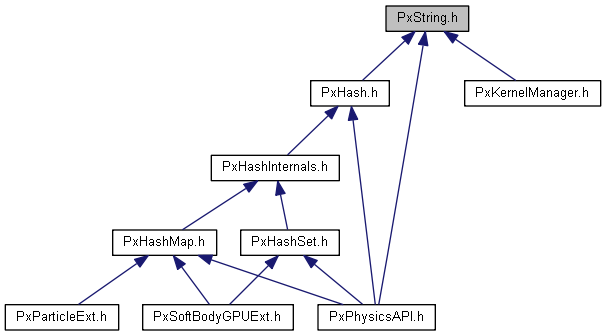 PxString.h
PxHash.h
PxKernelManager.h
PxHashInternals.h
PxHashMap.h
PxHashSet.h
PxParticleExt.h
PxSoftBodyGPUExt.h
PxPhysicsAPI.h